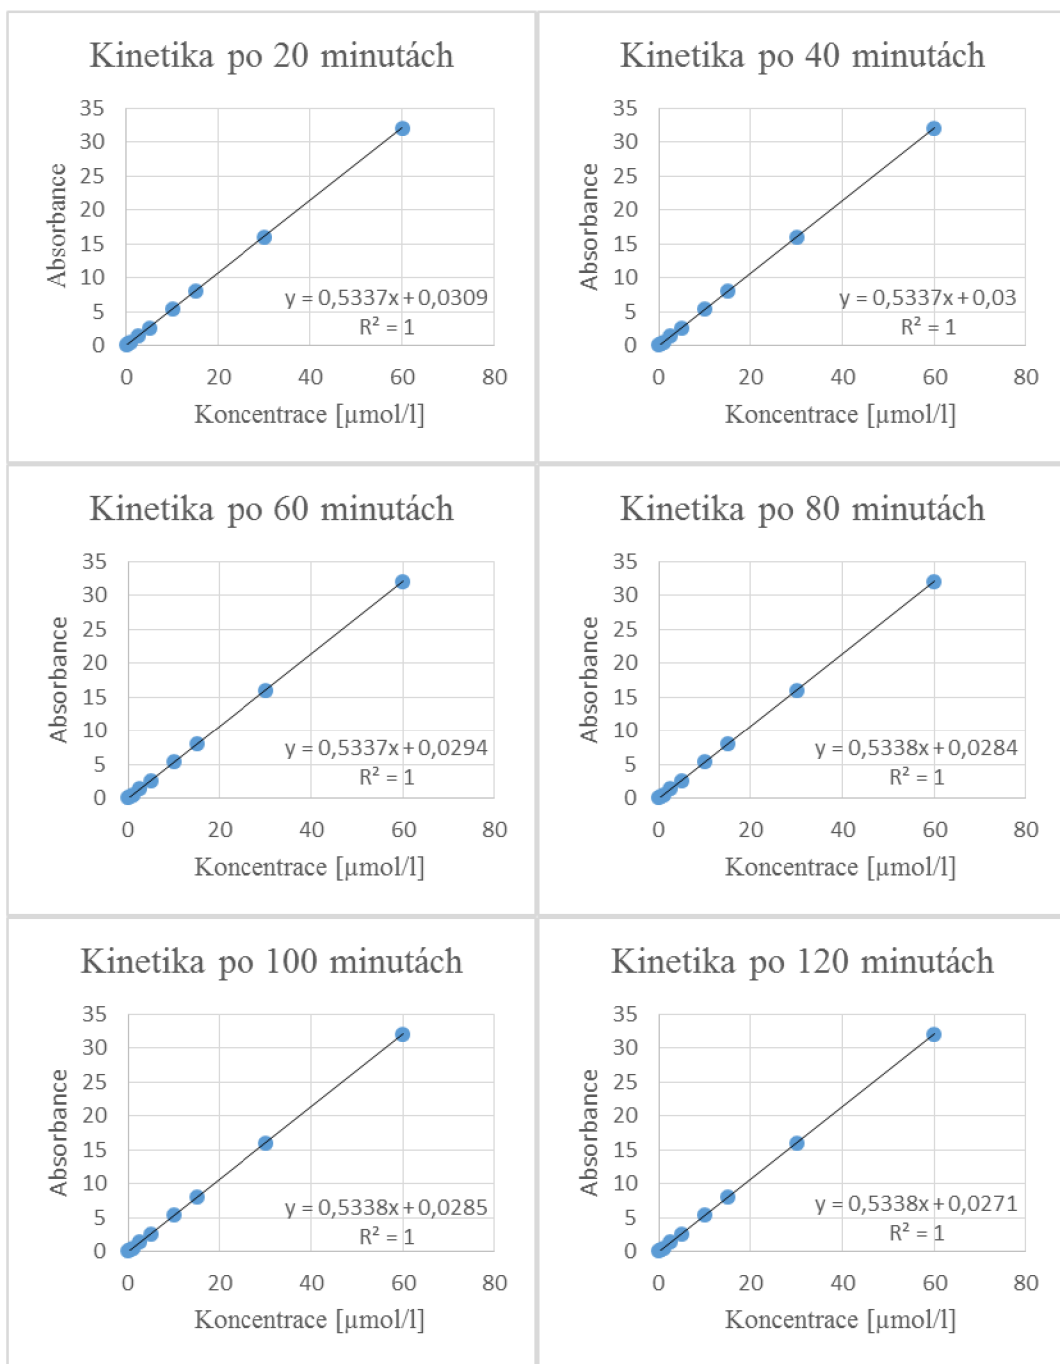 Kinetika po 20 minutách
35
30
25
20
15
10
5
0
Absorbance
y = 0,5337x + 0,0309
R² = 1
0 20 40 60 80
Koncentrace [µmol/l]
Kinetika po 40 minutách
35
30
25
20
15
10
5
0
Absorbance
y = 0,5337x + 0,03
R² = 1
0 20 40 60 80
Koncentrace [µmol/l]
Kinetika po 60 minutách
35
30
25
20
15
10
5
0
Absorbance
y = 0,5337x + 0,0294
R² = 1
0 20 40 60 80
Koncentrace [µmol/l]
Kinetika po 80 minutách
35
30
25
20
15
10
5
0
Absorbance
y = 0,5338x + 0,0284
R² = 1
0 20 40 60 80
Koncentrace [µmol/l]
Kinetika po 100 minutách
35
30
25
20
15
10
5
0
Absorbance
y = 0,5338x + 0,0285
R² = 1
0 20 40 60 80
Koncentrace [µmol/l]
Kinetika po 120 minutách
35
30
25
20
15
10
5
0
Absorbance
y = 0,5338x + 0,0271
R² = 1
0 20 40 60 80
Koncentrace [µmol/l]